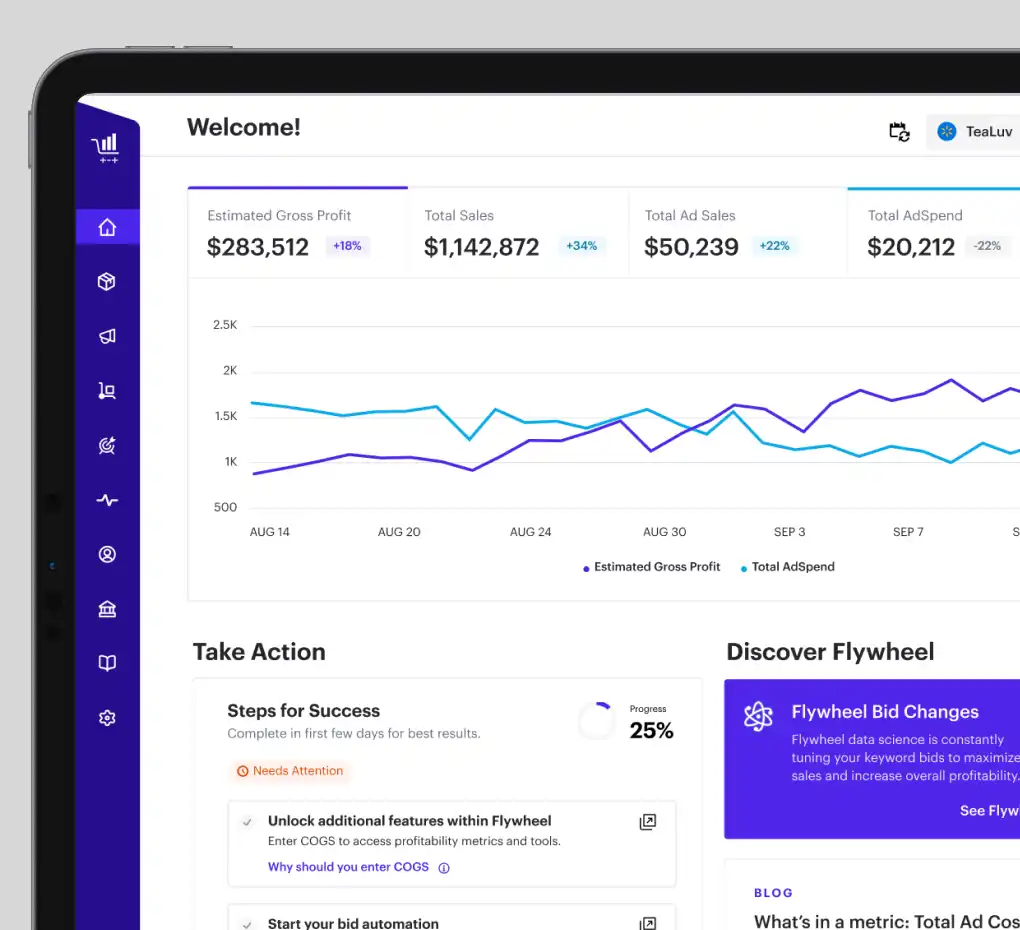 Welcome!
TeaLuv
Estimated Gross Profit
$283,512 +18%
Total Sales
$1,142,872 +34%
Total Ad Sales
$50,239 +22%
Total AdSpend
$20,212 -22%
2.5K
2K
1.5K
1K
500
AUG 14 AUG 20 AUG 24 AUG 30 SEP 3 SEP 7 S
Estimated Gross Profit Total AdSpend
Take Action
Steps for Success
Complete in first few days for best results.
Progress
25%
Needs Attention
Unlock additional features within Flywheel
Enter COGS to access profitability metrics and tools.
Why should you enter COGS
Start your bid automation
Discover Flywheel
Flywheel Bid Changes
Flywheel data science is constantly
tuning your keyword bids to maximize
sales and increase overall profitability.
See Flyw
BLOG
What's in a metric: Total Ad Cos